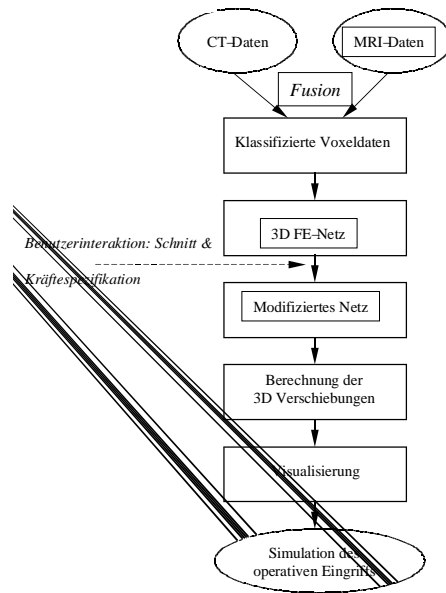 CT-Daten
MRI-Daten
Fusion
Klassifizierte Voxeldaten
3D FE-Netz
Benutzerinteraktion: Schnitt &
Kräftespezifikation
Modifiziertes Netz
Berechnung der
3D Verschiebungen
Visualisierung
Simulation des
operativen Eingriffs